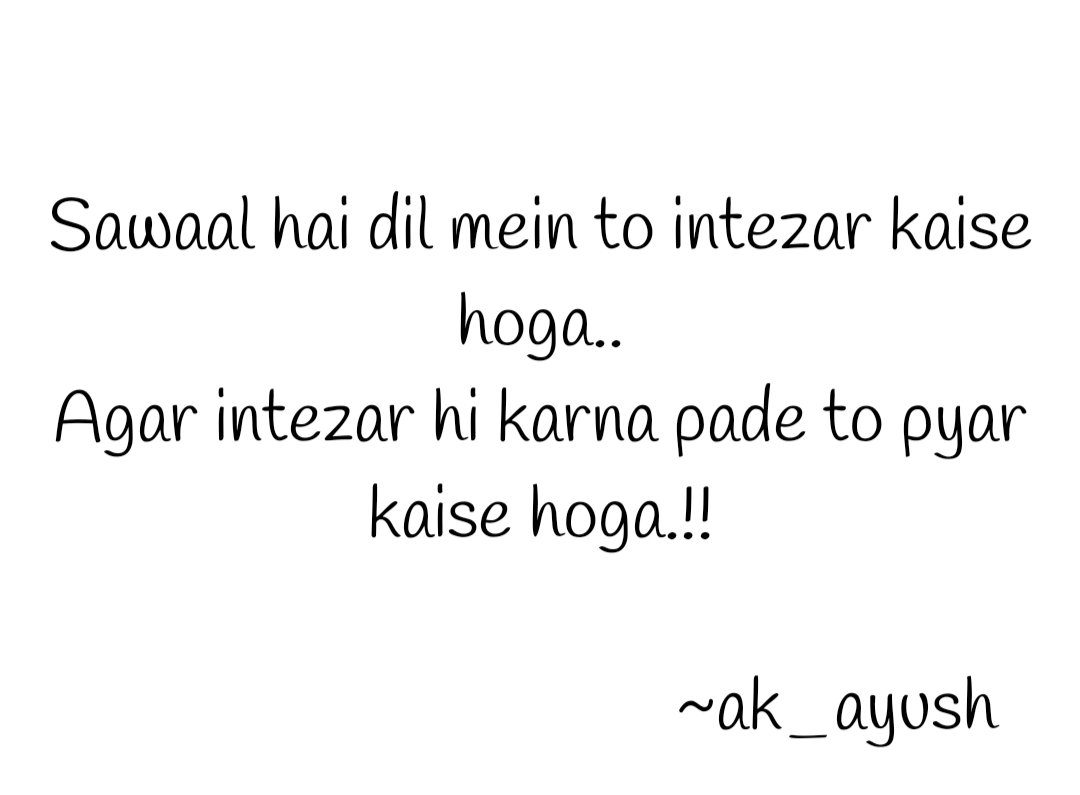 Sawaal hai dil mein to intezar kaise
hoga..
Agar intezar hi karna pade to pyar
kaise hoga.!!
~ak_ayush